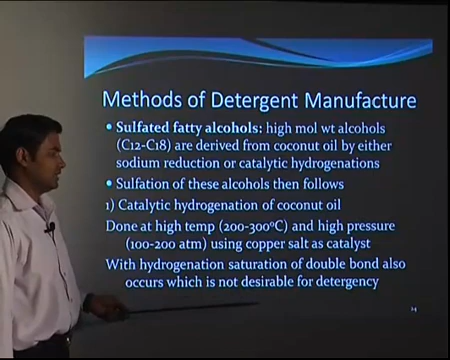 Methods of Detergent Manufacture
Sulfated fatty alcohols: high mol wt alcohols
(C12-C18) are derived from coconut oil by either
sodium reduction or catalytic hydrogenations
Sulfation of these alcohols then follows
1) Catalytic hydrogenation of coconut oil
Done at high temp (200-300°C) and high pressure
(100-200 atm) using copper salt as catalyst
With hydrogenation saturation of double bond also
occurs which is not desirable for detergency
14